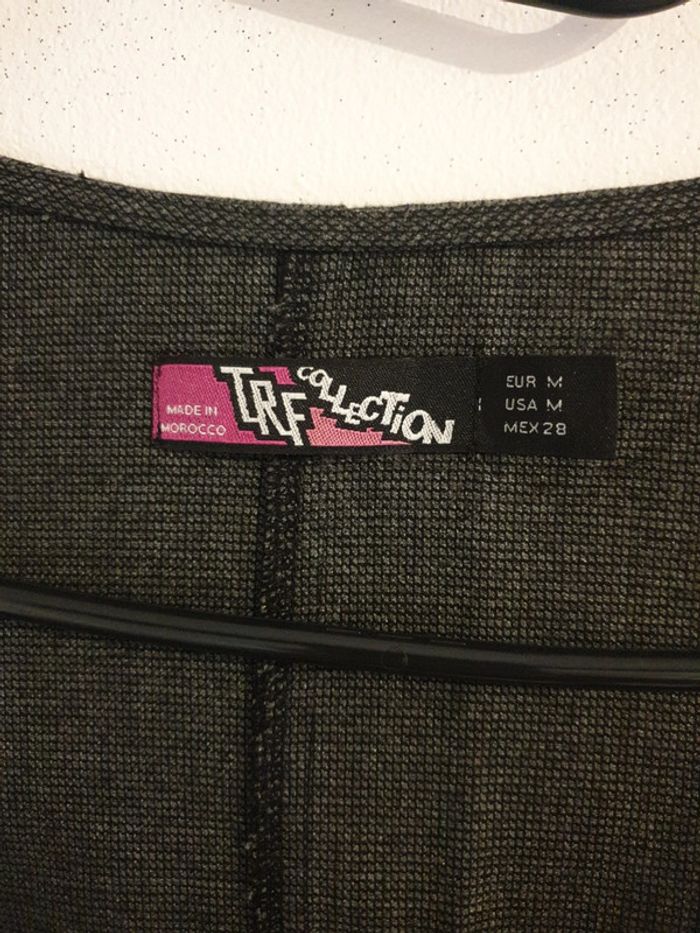 MADE IN
MOROCCO
TRF COLLECTION
EUR M
USA M
MEX 28